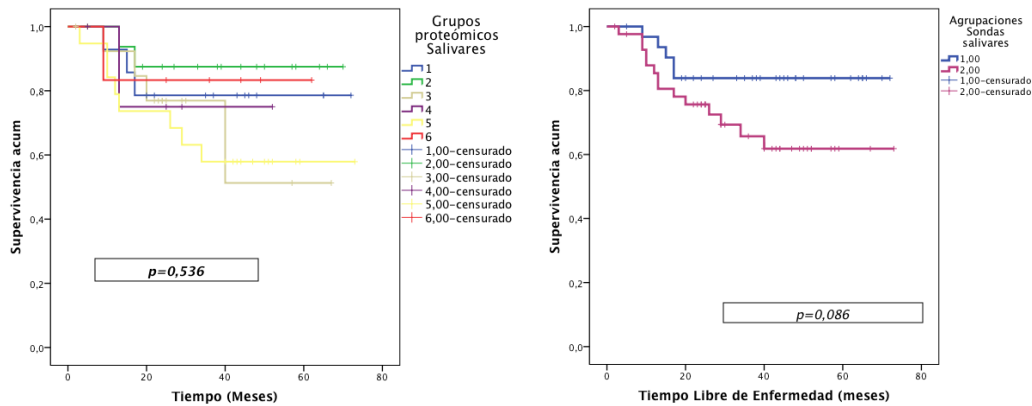 Supervivencia acum
1,0
0,8
0,6
0,4
0,2
0,0
0
20
40
60
80
Tiempo (Meses)
p=0,536
Grupos
proteómicos
Salivares
1
2
3
4
5
6
1,00-censurado
2,00-censurado
3,00-censurado
4,00-censurado
5,00-censurado
6,00-censurado
Supervivencia acum
1,0
0,8
0,6
0,4
0,2
0,0
0
20
40
60
80
Tiempo Libre de Enfermedad (meses)
p=0,086
Agrupaciones
Sondas
salivares
1,00
2,00
1,00-censurado
2,00-censurado